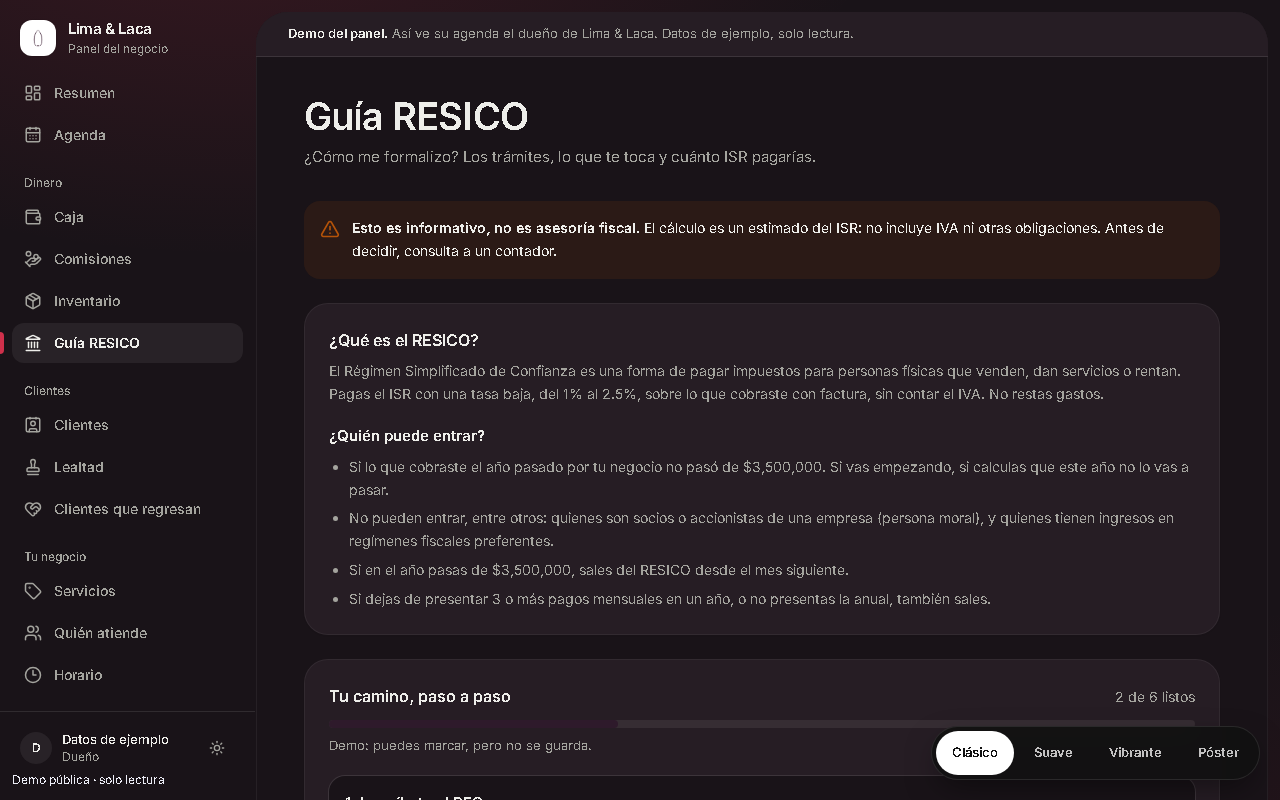 Lima & Laca
Panel del negocio
Resumen
Agenda
Dinero
Caja
Comisiones
Inventario
Guía RESICO
Clientes
Clientes
Lealtad
Clientes que regresan
Tu negocio
Servicios
Quién atiende
Horario
D
Datos de ejemplo
Dueño
Demo pública · solo lectura
Demo del panel. Así ve su agenda el dueño de Lima & Laca. Datos de ejemplo, solo lectura.
Guía RESICO
¿Cómo me formalizo? Los trámites, lo que te toca y cuánto ISR pagarías.
Esto es informativo, no es asesoría fiscal. El cálculo es un estimado del ISR: no incluye IVA ni otras obligaciones. Antes de
decidir, consulta a un contador.
¿Qué es el RESICO?
El Régimen Simplificado de Confianza es una forma de pagar impuestos para personas físicas que venden, dan servicios o rentan.
Pagas el ISR con una tasa baja, del 1% al 2.5%, sobre lo que cobraste con factura, sin contar el IVA. No restas gastos.
¿Quién puede entrar?
• Si lo que cobraste el año pasado por tu negocio no pasó de $3,500,000. Si vas empezando, si calculas que este año no lo vas a
pasar.
• No pueden entrar, entre otros: quienes son socios o accionistas de una empresa (persona moral), y quienes tienen ingresos en
regímenes fiscales preferentes.
• Si en el año pasas de $3,500,000, sales del RESICO desde el mes siguiente.
• Si dejas de presentar 3 o más pagos mensuales en un año, o no presentas la anual, también sales.
Tu camino, paso a paso
2 de 6 listos
Demo: puedes marcar, pero no se guarda.
Clásico
Suave
Vibrante
Póster